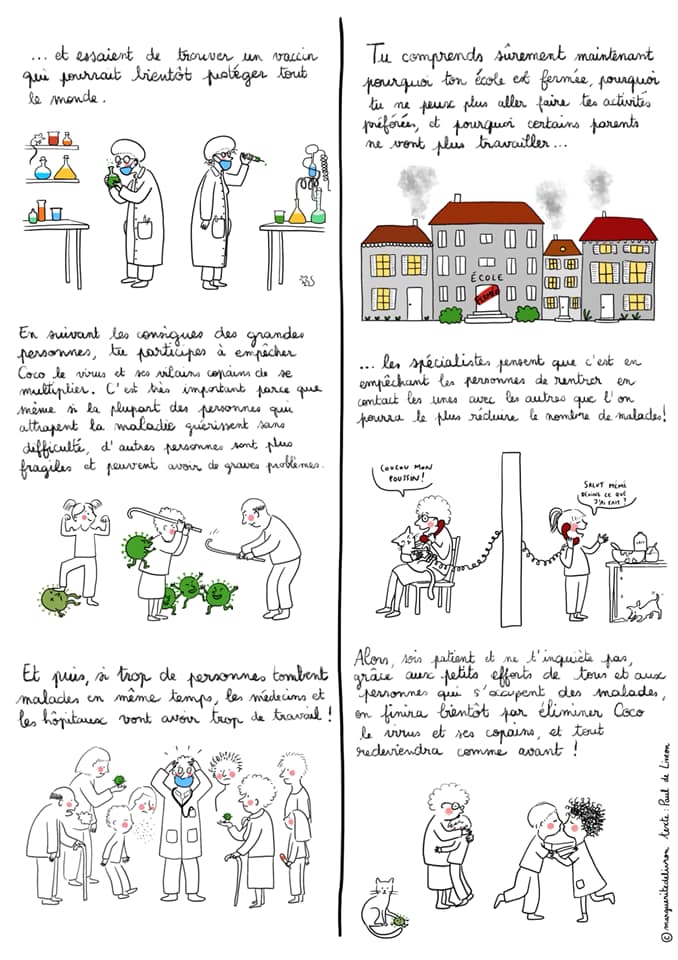 ... et essaient de trouver un vaccin
qui pourrait bientôt protéger tout
le monde.
En suivant les consignes des grandes
personnes, tu participes à empêcher
Coco le virus et ses vilains copains de se
multiplier. C'est très important parce que
même si la plupart des personnes qui
attrapent la maladie guérissent sans
difficulté, d'autres personnes sont plus
fragiles et peuvent avoir de graves problèmes.
Et puis, si trop de personnes tombent
malades en même temps, les médecins et
les hôpitaux vont avoir trop de travail !
Tu comprends sûrement maintenant
pourquoi ton école est fermée, pourquoi
tu ne peux plus aller faire tes activités
préférées, et pourquoi certains parents
ne vont plus travailler...
ÉCOLE
FERMÉ
... les spécialistes pensent que c'est en
empêchant les personnes de rentrer en
contact les unes avec les autres que l'on
pourra le plus réduire le nombre de malades !
COUCOU MON
POUSSIN !
SALUT MÉMÉ
DEVINE CE QUE
J'AI FAIT ?
Alors, sois patient et ne t'inquiète pas,
grâce aux petits efforts de tous et aux
personnes qui s'occupent des malades,
on finira bientôt par éliminer Coco
le virus et ses copains, et tout
redeviendra comme avant !
© margueritedelivron texte : Paul de Livron